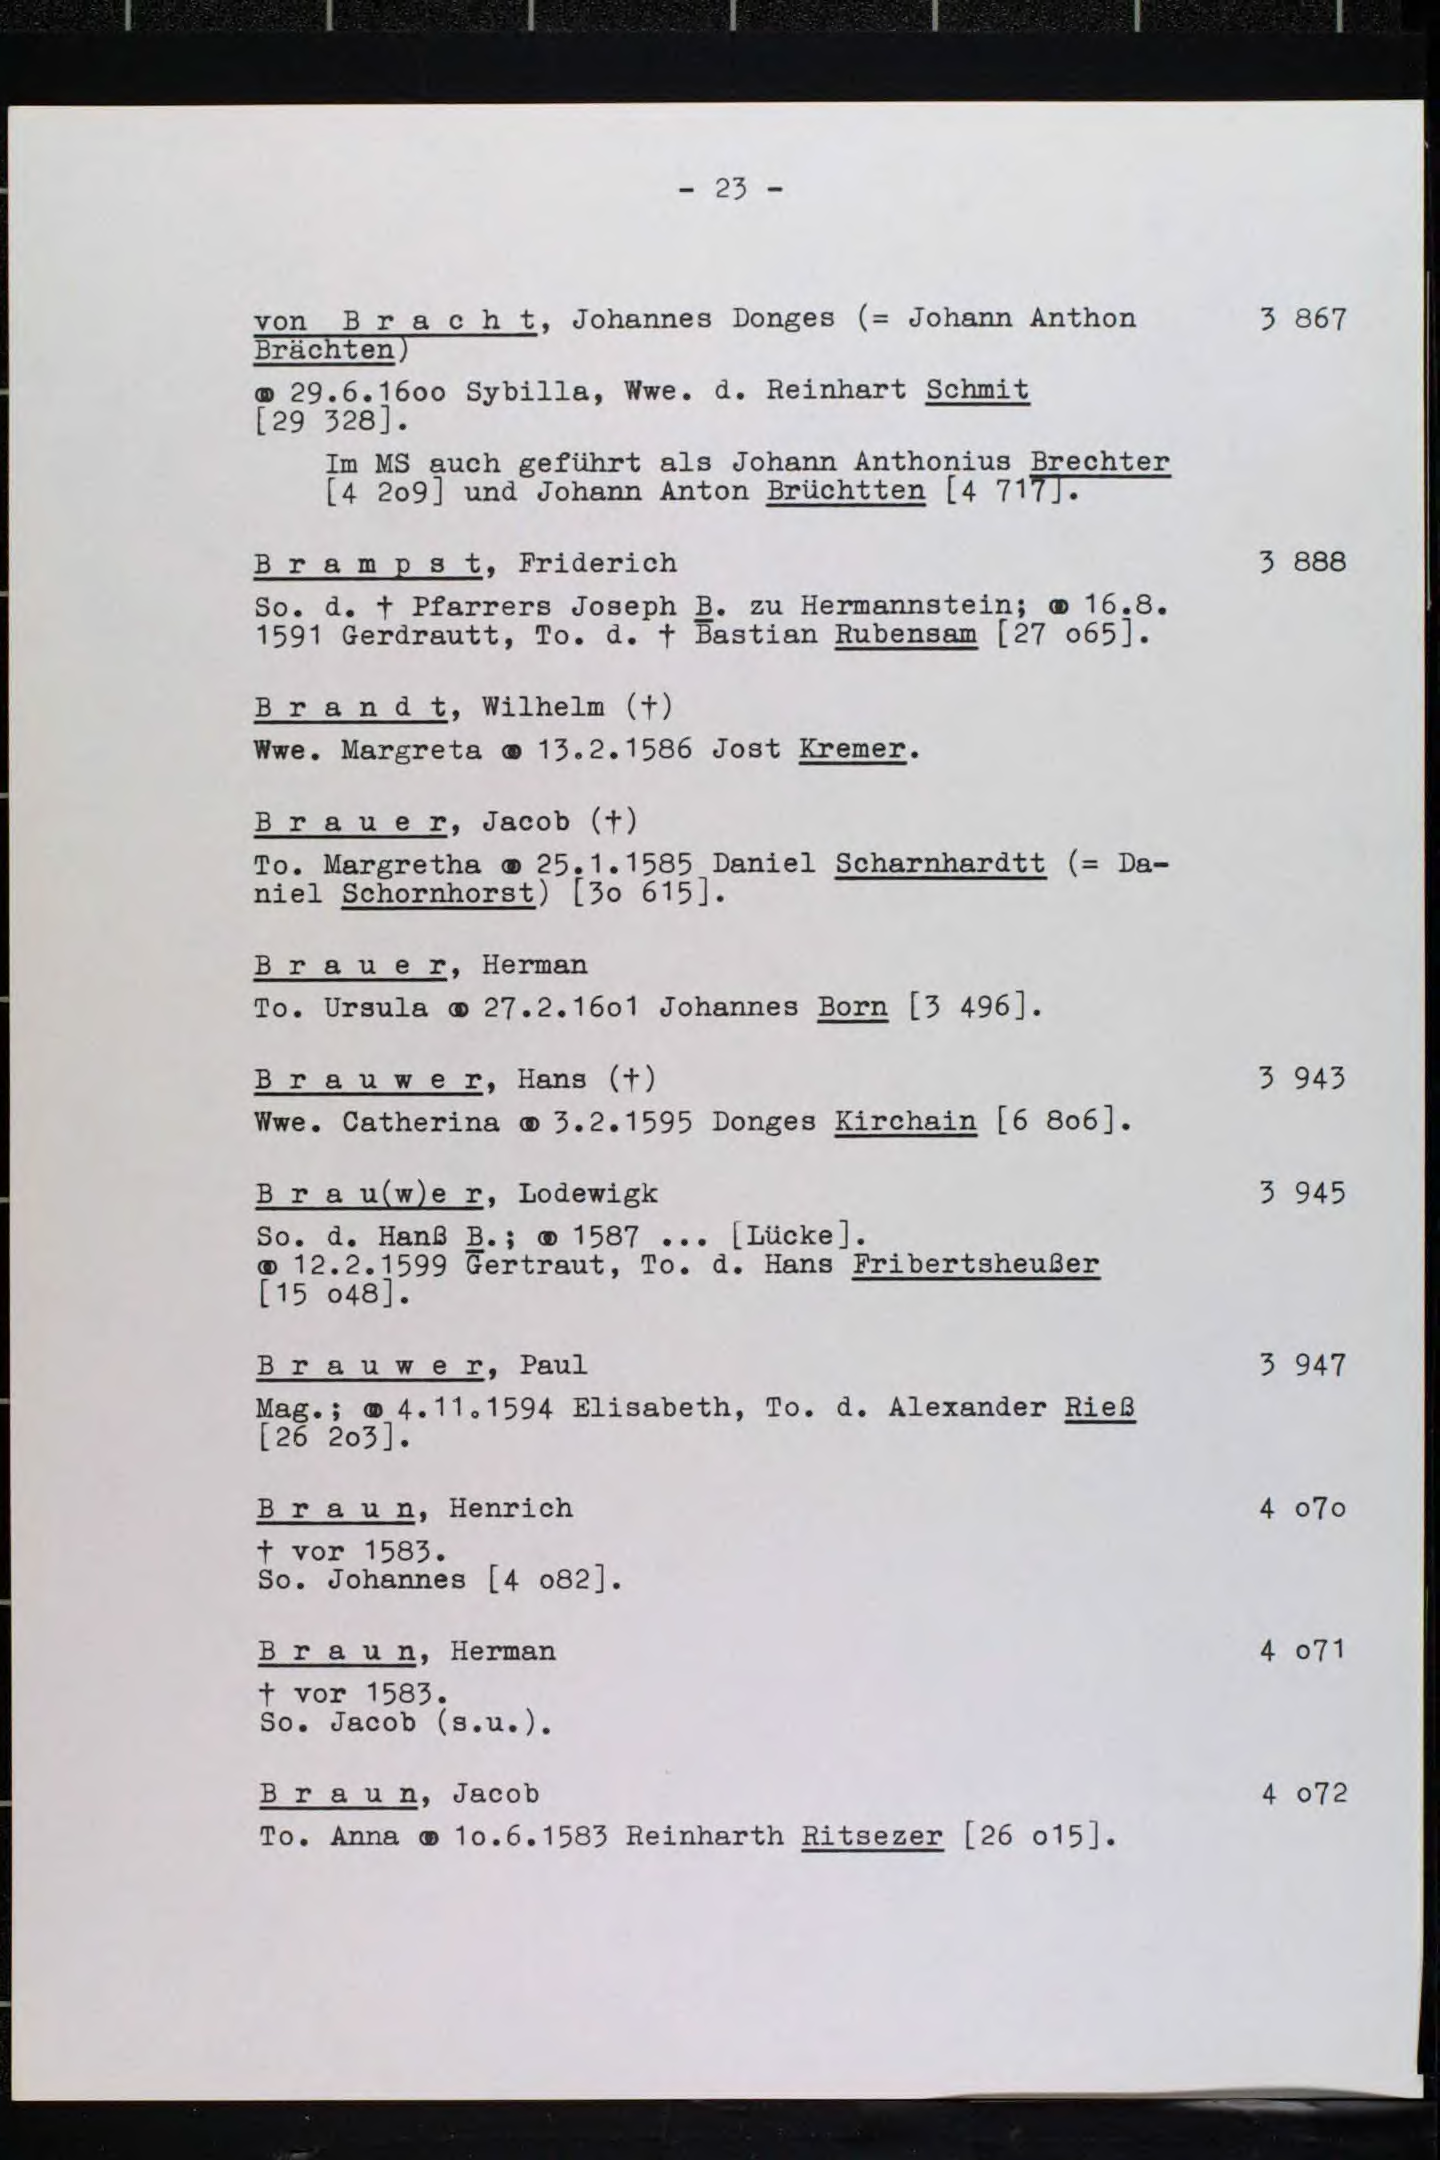 - 23 -
von B r a c h t, Johannes Donges (= Johann Anthon 3 867
Brächten)
⚭ 29.6.16oo Sybilla, Wwe. d. Reinhart Schmit
[29 328].
Im MS auch geführt als Johann Anthonius Brechter
[4 2o9] und Johann Anton Brüchtten [4 717].
B r a m p s t, Friderich 3 888
So. d. † Pfarrers Joseph B. zu Hermannstein; ⚭ 16.8.
1591 Gerdrautt, To. d. † Bastian Rubensam [27 o65].
B r a n d t, Wilhelm (†)
Wwe. Margreta ⚭ 13.2.1586 Jost Kremer.
B r a u e r, Jacob (†)
To. Margretha ⚭ 25.1.1585 Daniel Scharnhardtt (= Da-
niel Schornhorst) [3o 615].
B r a u e r, Herman
To. Ursula ⚭ 27.2.16o1 Johannes Born [3 496].
B r a u w e r, Hans (†) 3 943
Wwe. Catherina ⚭ 3.2.1595 Donges Kirchain [6 8o6].
B r a u(w)e r, Lodewigk 3 945
So. d. Hanß B.; ⚭ 1587 ... [Lücke].
⚭ 12.2.1599 Gertraut, To. d. Hans Fribertsheußer
[15 o48].
B r a u w e r, Paul 3 947
Mag.; ⚭ 4.11.1594 Elisabeth, To. d. Alexander Rieß
[26 2o3].
B r a u n, Henrich 4 o7o
† vor 1583.
So. Johannes [4 o82].
B r a u n, Herman 4 o71
† vor 1583.
So. Jacob (s.u.).
B r a u n, Jacob 4 o72
To. Anna ⚭ 1o.6.1583 Reinharth Ritsezer [26 o15].